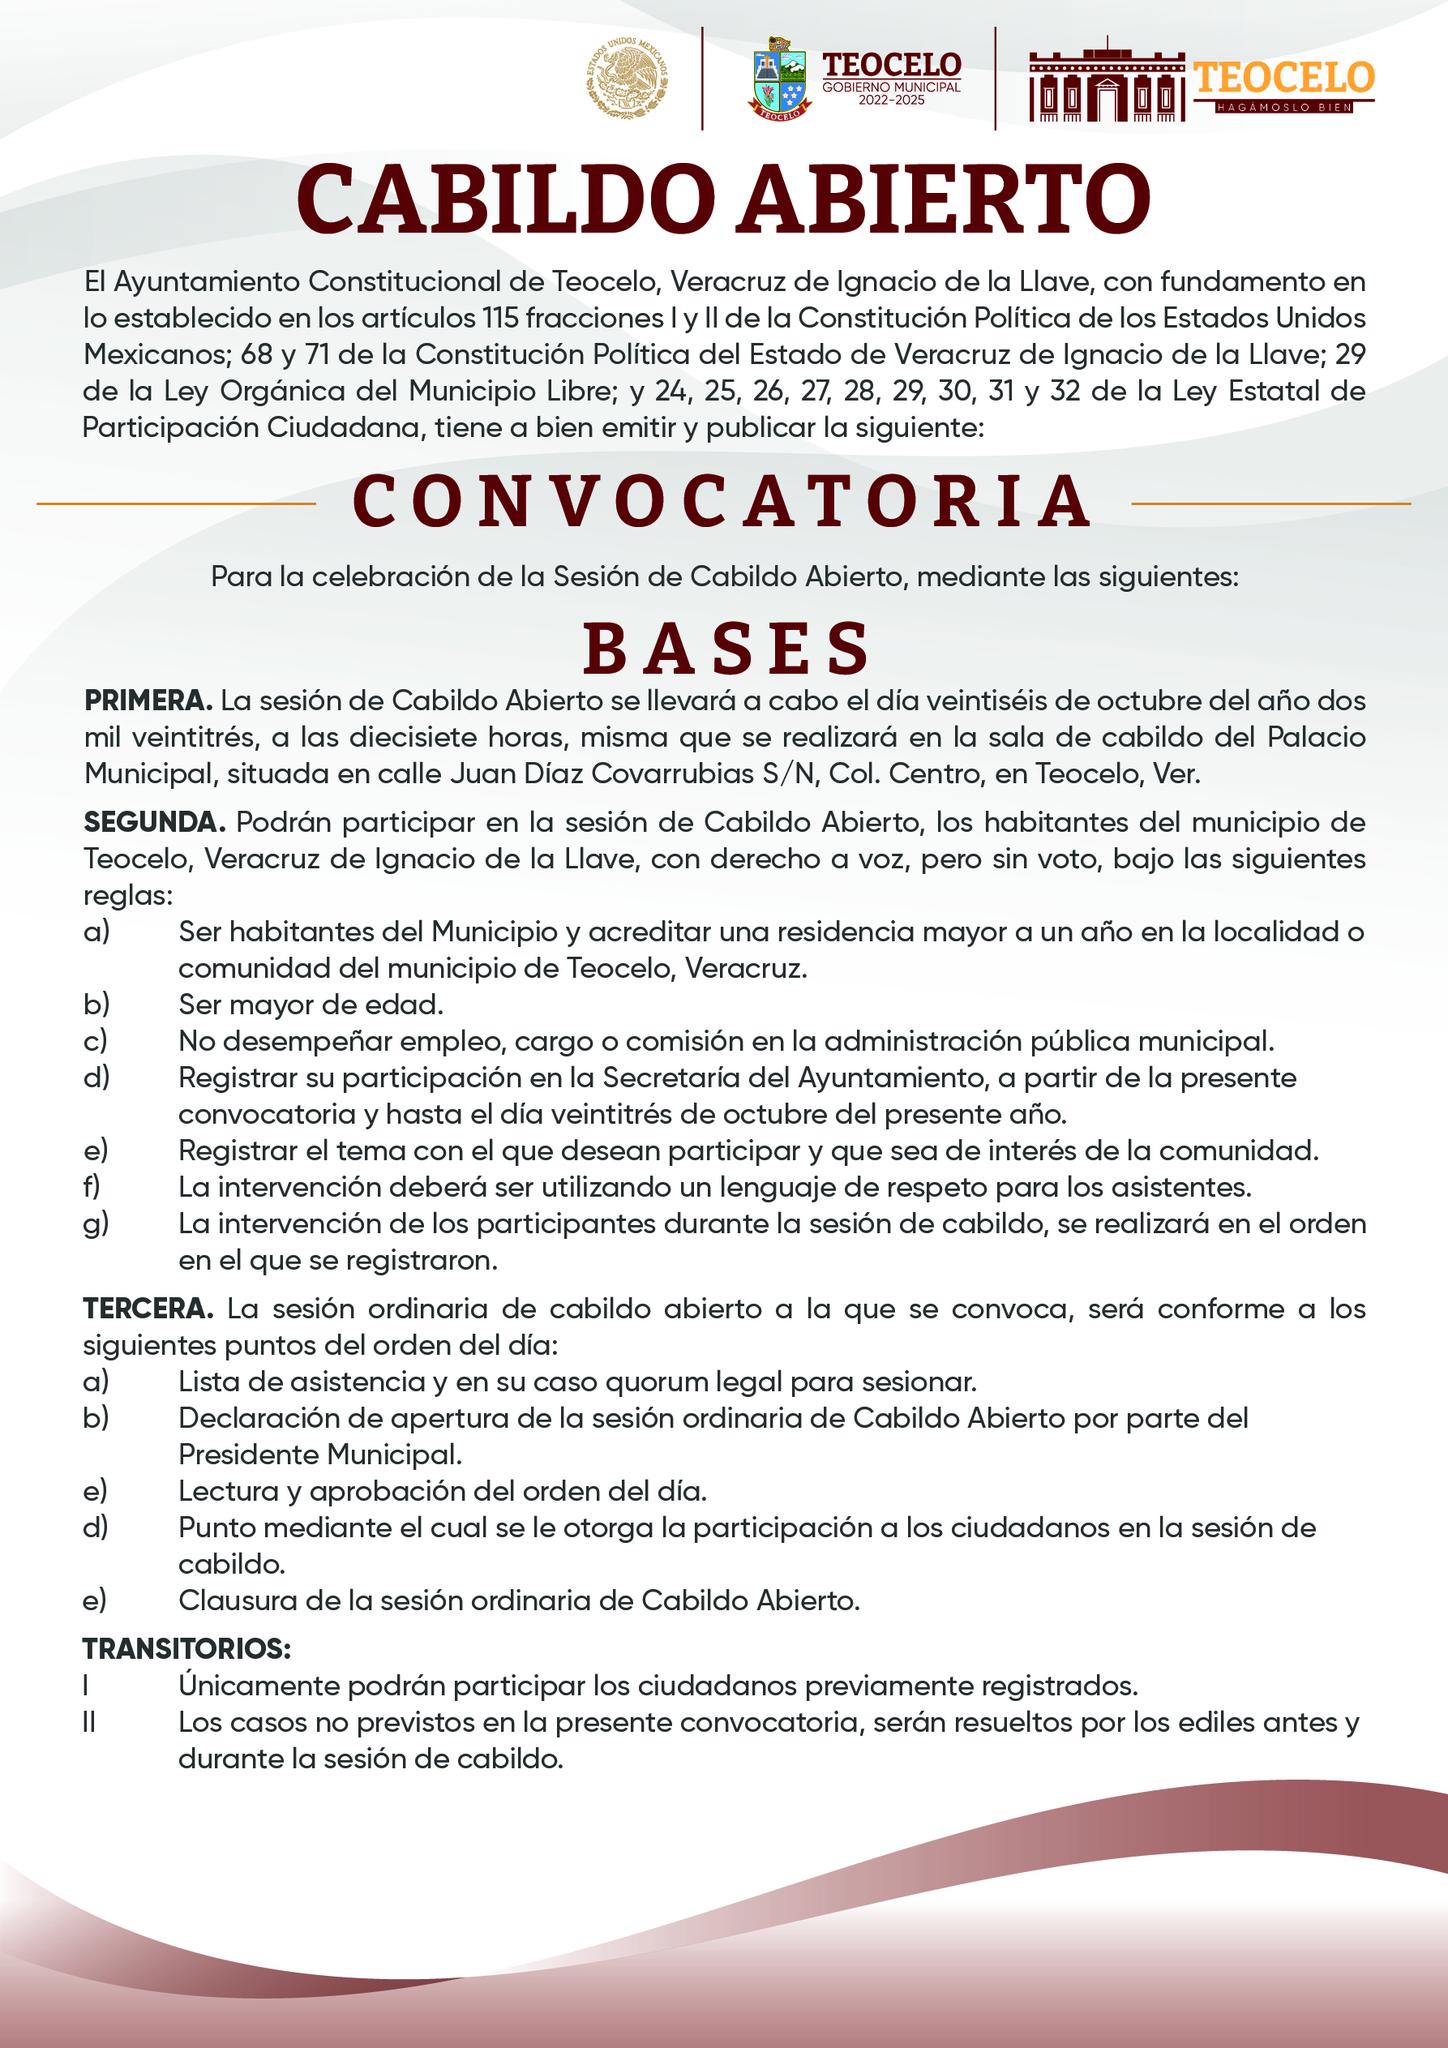 ESTADOS UNIDOS MEXICANOS
TEOCELO
TEOCELO
GOBIERNO MUNICIPAL
2022-2025
TEOCELO
HAGÁMOSLO BIEN
CABILDO ABIERTO
El Ayuntamiento Constitucional de Teocelo, Veracruz de Ignacio de la Llave, con fundamento en
lo establecido en los artículos 115 fracciones I y II de la Constitución Política de los Estados Unidos
Mexicanos; 68 y 71 de la Constitución Política del Estado de Veracruz de Ignacio de la Llave; 29
de la Ley Orgánica del Municipio Libre; y 24, 25, 26, 27, 28, 29, 30, 31 y 32 de la Ley Estatal de
Participación Ciudadana, tiene a bien emitir y publicar la siguiente:
CONVOCATORIA
Para la celebración de la Sesión de Cabildo Abierto, mediante las siguientes:
BASES
PRIMERA. La sesión de Cabildo Abierto se llevará a cabo el día veintiséis de octubre del año dos
mil veintitrés, a las diecisiete horas, misma que se realizará en la sala de cabildo del Palacio
Municipal, situada en calle Juan Díaz Covarrubias S/N, Col. Centro, en Teocelo, Ver.
SEGUNDA. Podrán participar en la sesión de Cabildo Abierto, los habitantes del municipio de
Teocelo, Veracruz de Ignacio de la Llave, con derecho a voz, pero sin voto, bajo las siguientes
reglas:
a) Ser habitantes del Municipio y acreditar una residencia mayor a un año en la localidad o
comunidad del municipio de Teocelo, Veracruz.
b) Ser mayor de edad.
c) No desempeñar empleo, cargo o comisión en la administración pública municipal.
d) Registrar su participación en la Secretaría del Ayuntamiento, a partir de la presente
convocatoria y hasta el día veintitrés de octubre del presente año.
e) Registrar el tema con el que desean participar y que sea de interés de la comunidad.
f) La intervención deberá ser utilizando un lenguaje de respeto para los asistentes.
g) La intervención de los participantes durante la sesión de cabildo, se realizará en el orden
en el que se registraron.
TERCERA. La sesión ordinaria de cabildo abierto a la que se convoca, será conforme a los
siguientes puntos del orden del día:
a) Lista de asistencia y en su caso quorum legal para sesionar.
b) Declaración de apertura de la sesión ordinaria de Cabildo Abierto por parte del
Presidente Municipal.
e) Lectura y aprobación del orden del día.
d) Punto mediante el cual se le otorga la participación a los ciudadanos en la sesión de
cabildo.
e) Clausura de la sesión ordinaria de Cabildo Abierto.
TRANSITORIOS:
I Únicamente podrán participar los ciudadanos previamente registrados.
II Los casos no previstos en la presente convocatoria, serán resueltos por los ediles antes y
durante la sesión de cabildo.